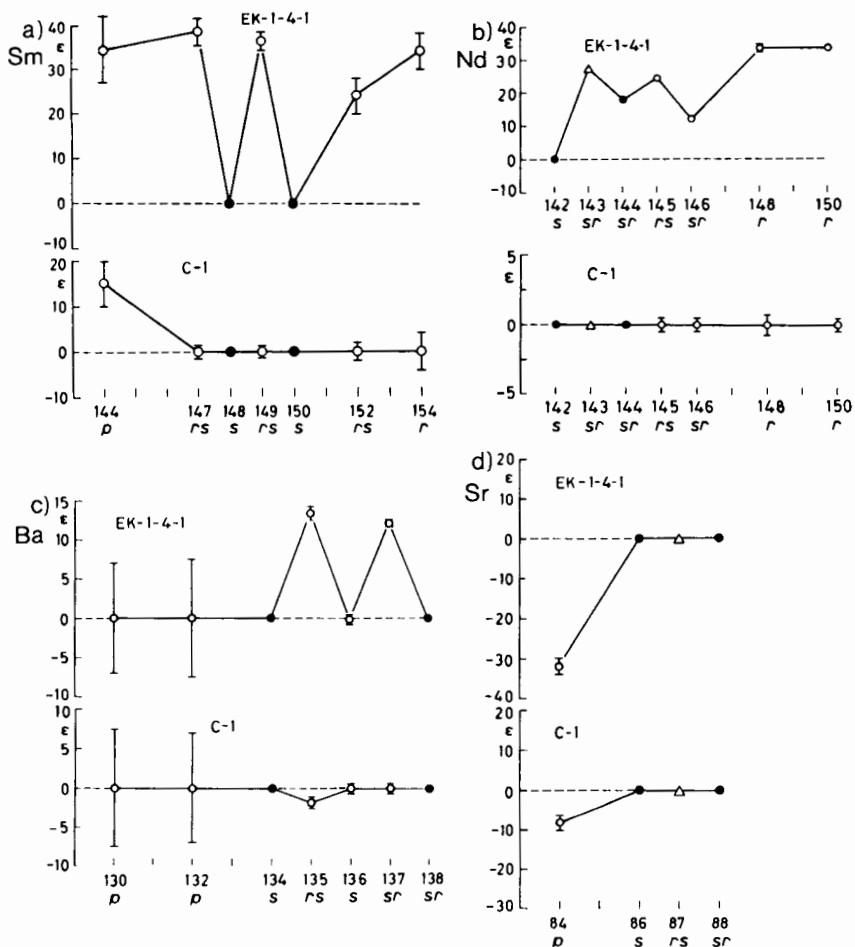 a)
Sm
ε
EK-1-4-1
40
30
20
10
0
-10
20
ε
C-1
10
0
-10
144 147 148 149 150 152 154
p rs s rs s rs r
b)
Nd
ε
EK-1-4-1
40
30
20
10
0
-10
142 143 144 145 146 148 150
s sr sr rs sr r r
5
ε
C-1
0
-5
142 143 144 145 146 148 150
s sr sr rs sr r r
c)
Ba
ε
EK-1-4-1
15
10
5
0
-5
-10
10
ε
C-1
5
0
-5
-10
130 132 134 135 136 137 138
p p s rs s sr sr
d)
Sr
ε
EK-1-4-1
20
10
0
-10
-20
-30
-40
20
ε
C-1
10
0
-10
-20
-30
84 86 87 88
p s rs sr